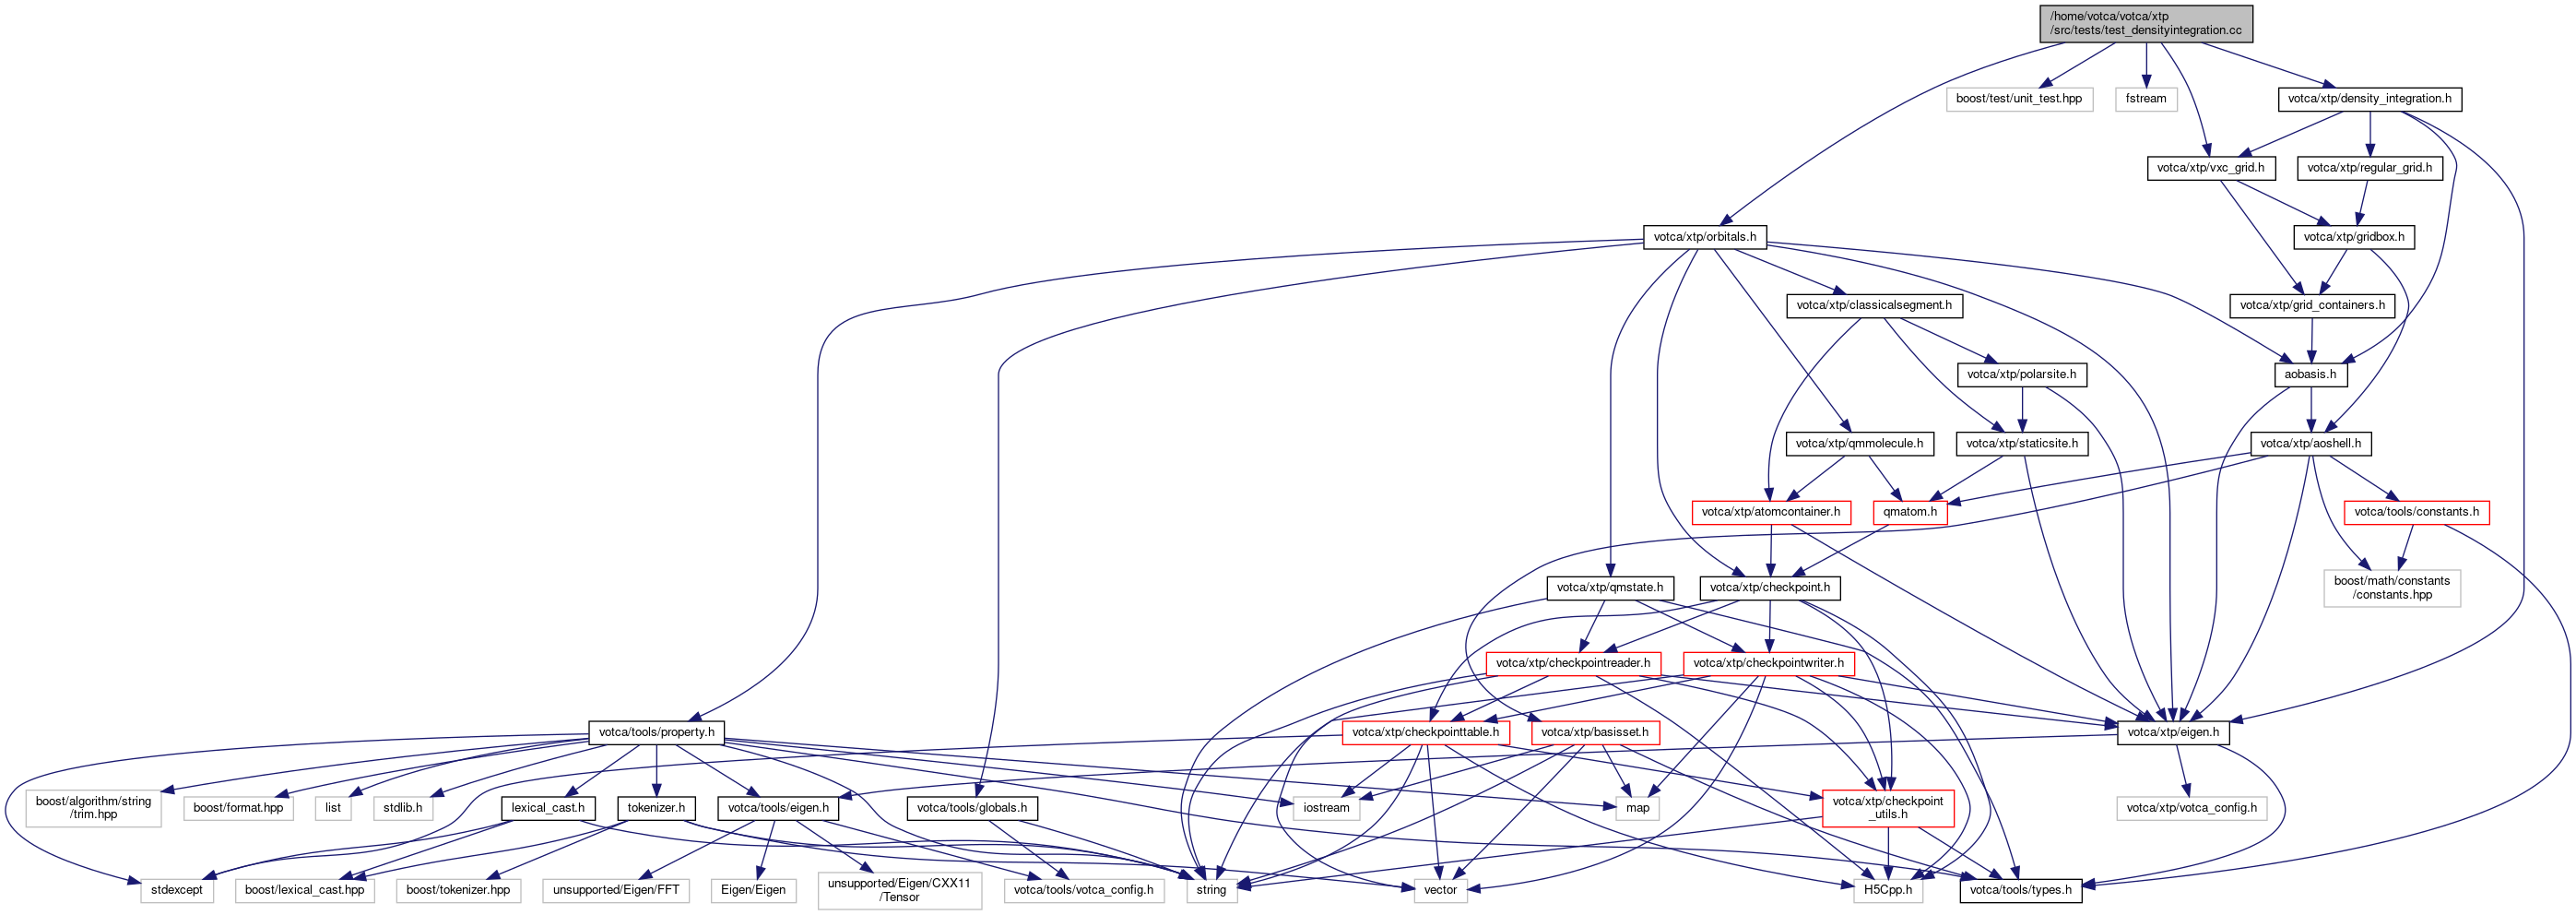 /home/votca/votca/xtp
/src/tests/test_densityintegration.cc
boost/test/unit_test.hpp
fstream
votca/xtp/density_integration.h
votca/xtp/vxc_grid.h
votca/xtp/regular_grid.h
votca/xtp/orbitals.h
votca/xtp/gridbox.h
votca/xtp/classicalsegment.h
votca/xtp/grid_containers.h
votca/xtp/polarsite.h
aobasis.h
votca/xtp/qmmolecule.h
votca/xtp/staticsite.h
votca/xtp/aoshell.h
votca/xtp/atomcontainer.h
qmatom.h
votca/tools/constants.h
votca/xtp/qmstate.h
votca/xtp/checkpoint.h
boost/math/constants
/constants.hpp
votca/xtp/checkpointreader.h
votca/xtp/checkpointwriter.h
votca/tools/property.h
votca/xtp/checkpointtable.h
votca/xtp/basisset.h
votca/xtp/eigen.h
boost/algorithm/string
/trim.hpp
boost/format.hpp
list
stdlib.h
lexical_cast.h
tokenizer.h
votca/tools/eigen.h
votca/tools/globals.h
iostream
map
votca/xtp/checkpoint
_utils.h
votca/xtp/votca_config.h
stdexcept
boost/lexical_cast.hpp
boost/tokenizer.hpp
unsupported/Eigen/FFT
Eigen/Eigen
unsupported/Eigen/CXX11
/Tensor
votca/tools/votca_config.h
string
vector
H5Cpp.h
votca/tools/types.h